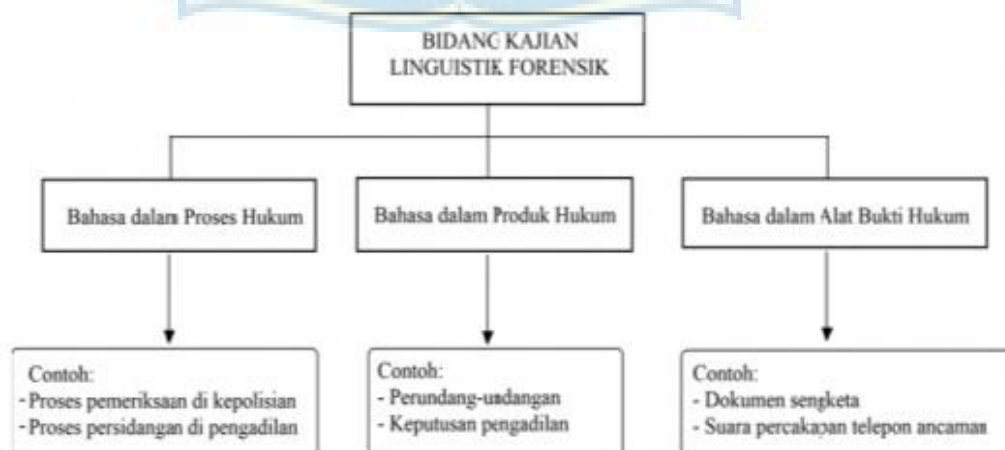 BIDANG KAJIAN
LINGUISTIK FORENSIK
Bahasa dalam Proses Hukum
Bahasa dalam Produk Hukum
Bahasa dalam Alat Bukti Hukum
Contoh:
-Proses pemeriksaan di kepolisian
-Proses persidangan di pengadilan
Contoh:
- Perundang-undangan
- Keputusan pengadilan
Contoh:
- Dokumen sengketa
- Suara percakapan telepon ancaman